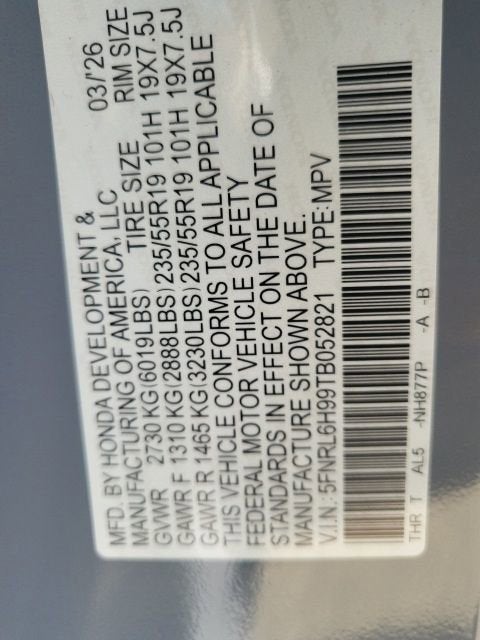 MFD. BY HONDA DEVELOPMENT & 03/'26
MANUFACTURING OF AMERICA, LLC
TIRE SIZE RIM SIZE
GVWR 2730 KG (6019LBS)
GAWR F 1310 KG (2888LBS) 235/55R19 101H 19X7.5J
GAWR R 1465 KG (3230LBS) 235/55R19 101H 19X7.5J
THIS VEHICLE CONFORMS TO ALL APPLICABLE
FEDERAL MOTOR VEHICLE SAFETY
STANDARDS IN EFFECT ON THE DATE OF
MANUFACTURE SHOWN ABOVE.
V.I.N.: 5FNRL6H99TB052821 TYPE: MPV
THR T AL5 -NH877P -A -B